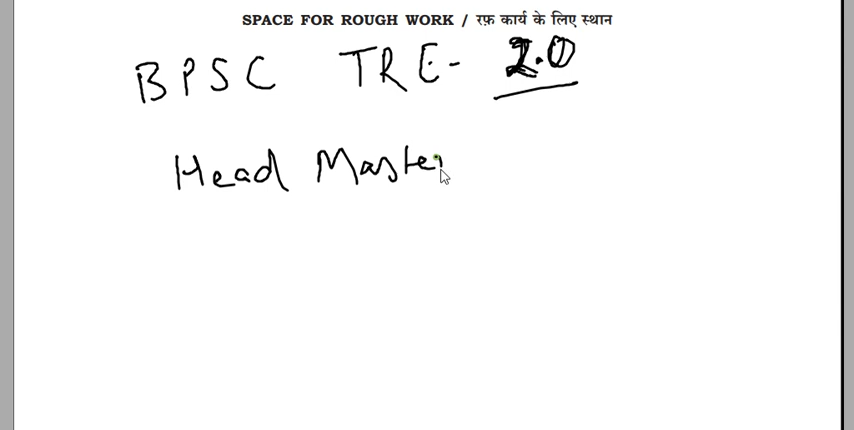 SPACE FOR ROUGH WORK / रफ़ कार्य के लिए स्थान
BPSC TRE- 2.0
Head Master